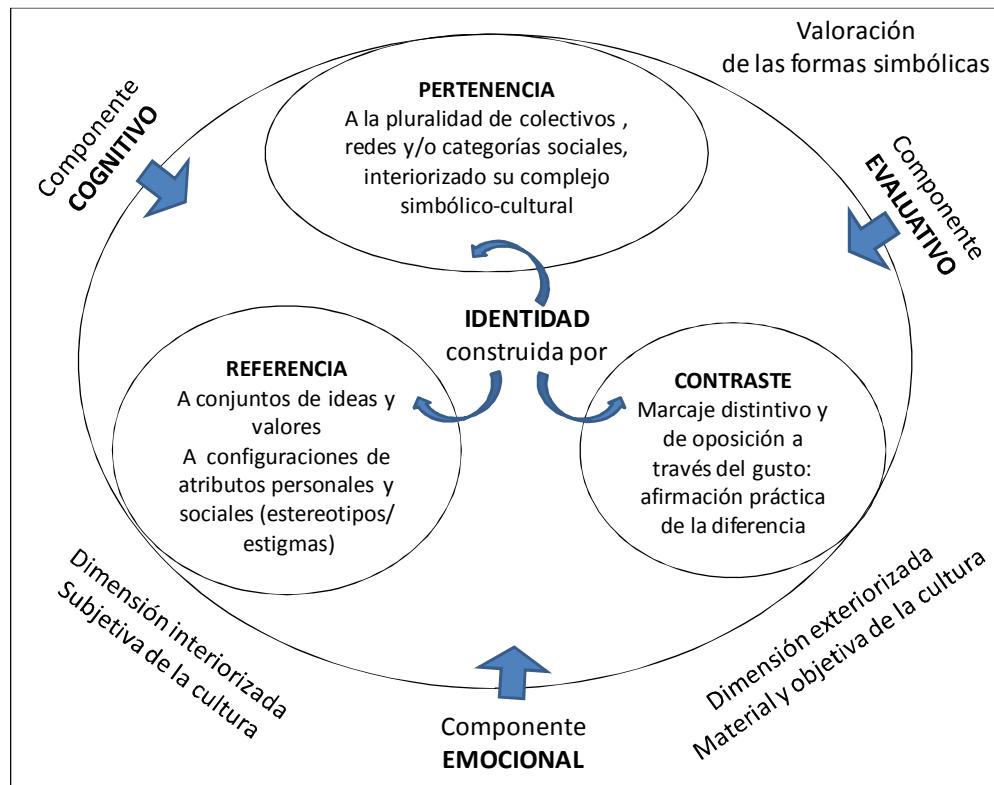 Valoración
de las formas simbólicas
Componente
COGNITIVO
PERTENENCIA
A la pluralidad de colectivos ,
redes y/o categorías sociales,
interiorizado su complejo
simbólico-cultural
Componente
EVALUATIVO
IDENTIDAD
construida por
REFERENCIA
A conjuntos de ideas y
valores
A configuraciones de
atributos personales y
sociales (estereotipos/
estigmas)
CONTRASTE
Marcaje distintivo y
de oposición a
través del gusto:
afirmación práctica
de la diferencia
Dimensión interiorizada
Subjetiva de la cultura
Dimensión exteriorizada
Material y objetiva de la cultura
Componente
EMOCIONAL